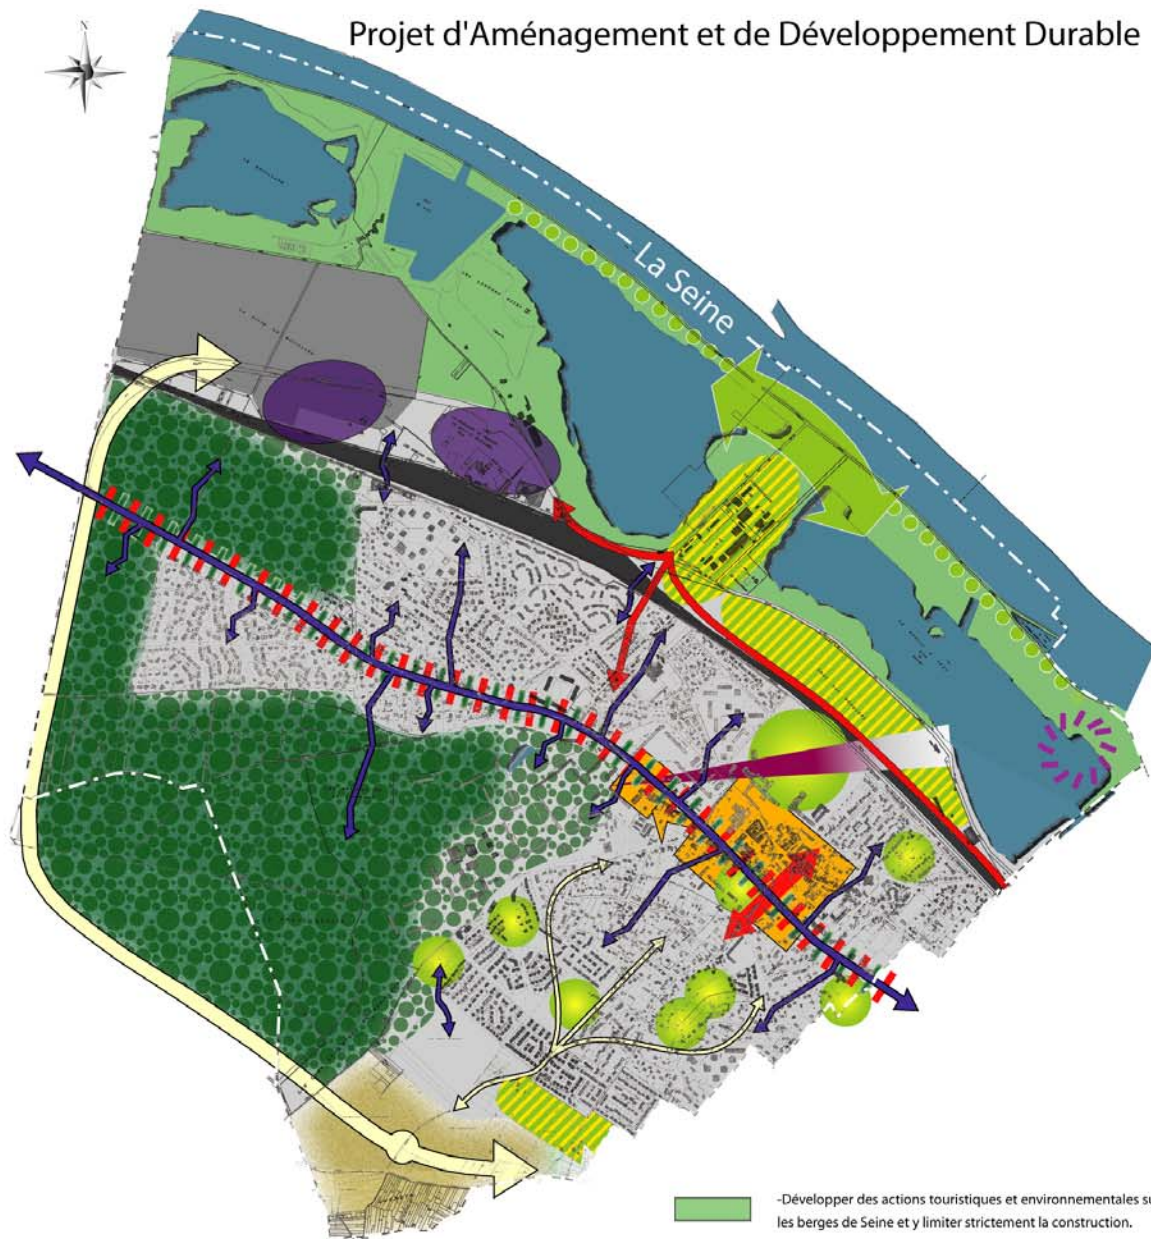 Projet d'Aménagement et de Développement Durable
N
La Seine
-Développer des actions touristiques et environnementales su
les berges de Seine et y limiter strictement la construction.